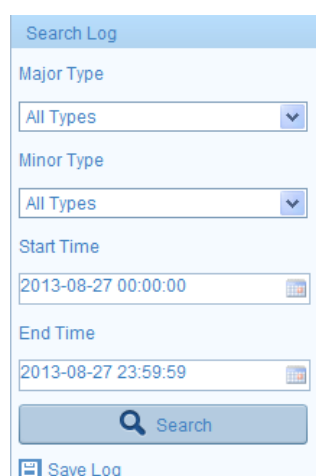 Search Log
Major Type
All Types
Minor Type
All Types
Start Time
2013-08-27 00:00:00
End Time
2013-08-27 23:59:59
Search
Save Log